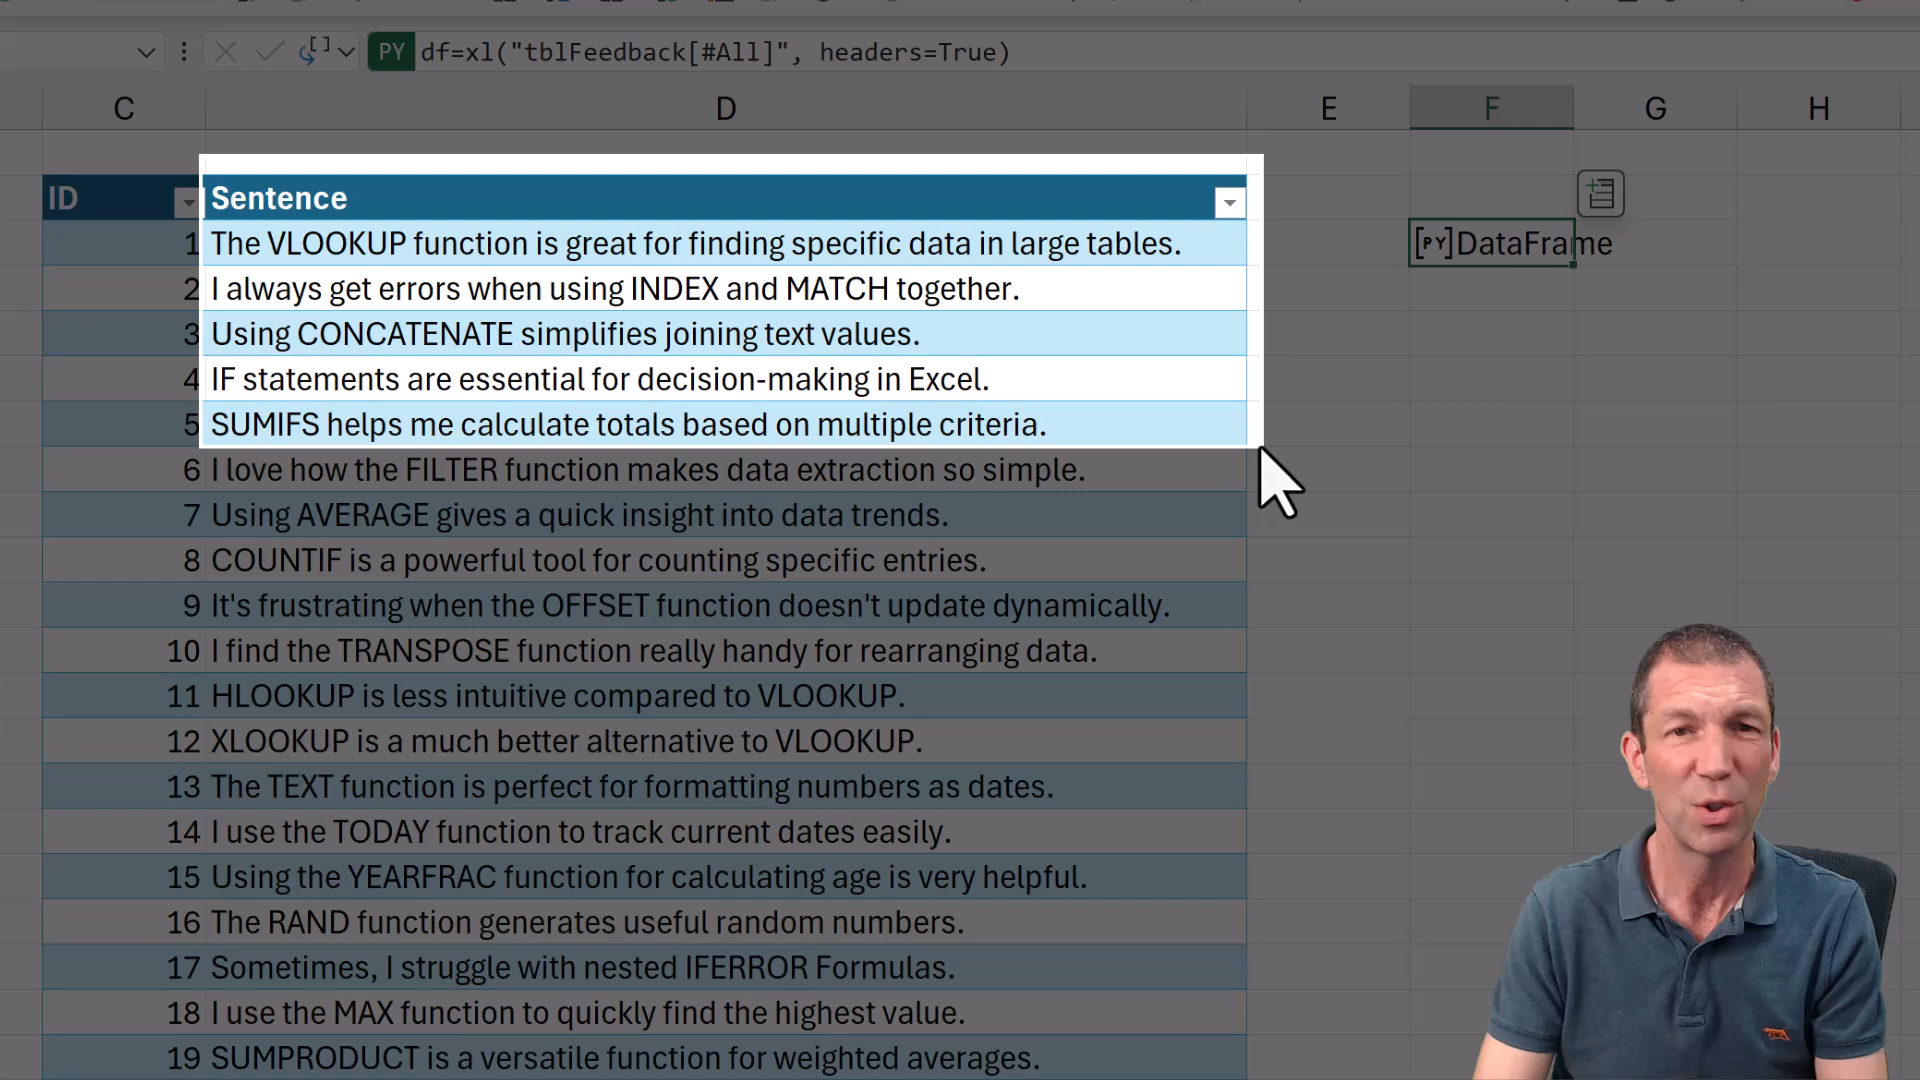 PY df=xl("tblFeedback[#All]", headers=True)
C D E F G H
ID Sentence
1 The VLOOKUP function is great for finding specific data in large tables.
[PY]DataFrame
2 I always get errors when using INDEX and MATCH together.
3 Using CONCATENATE simplifies joining text values.
4 IF statements are essential for decision-making in Excel.
5 SUMIFS helps me calculate totals based on multiple criteria.
6 I love how the FILTER function makes data extraction so simple.
7 Using AVERAGE gives a quick insight into data trends.
8 COUNTIF is a powerful tool for counting specific entries.
9 It's frustrating when the OFFSET function doesn't update dynamically.
10 I find the TRANSPOSE function really handy for rearranging data.
11 HLOOKUP is less intuitive compared to VLOOKUP.
12 XLOOKUP is a much better alternative to VLOOKUP.
13 The TEXT function is perfect for formatting numbers as dates.
14 I use the TODAY function to track current dates easily.
15 Using the YEARFRAC function for calculating age is very helpful.
16 The RAND function generates useful random numbers.
17 Sometimes, I struggle with nested IFERROR Formulas.
18 I use the MAX function to quickly find the highest value.
19 SUMPRODUCT is a versatile function for weighted averages.